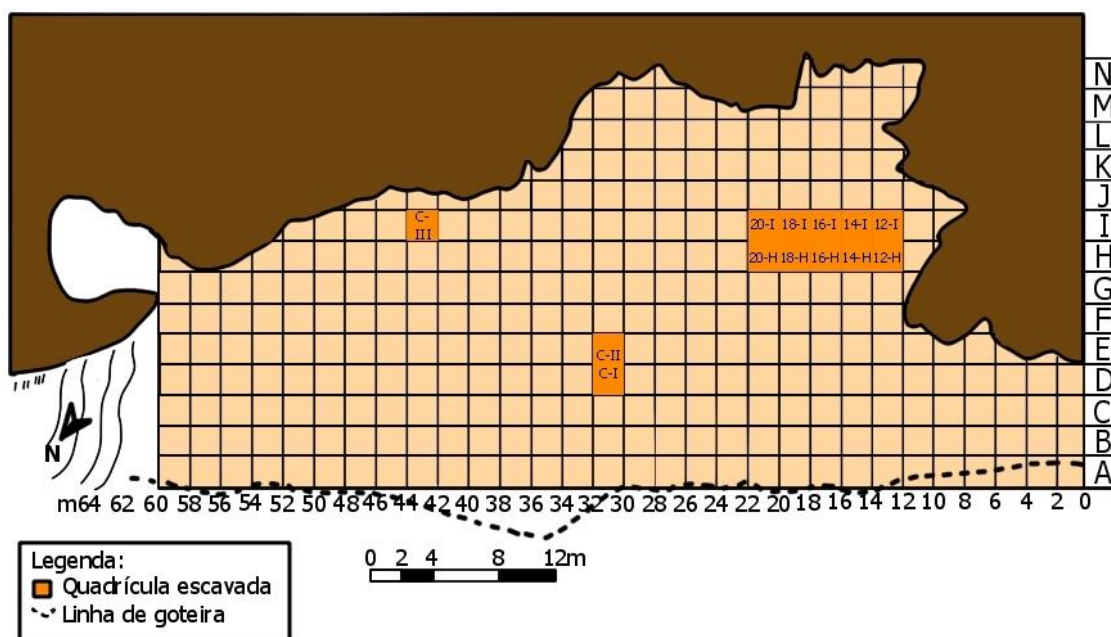 N
M
L
K
J
I
H
G
F
E
D
C
B
A
C-
III
20-I 18-I 16-I 14-I 12-I
20-H 18-H 16-H 14-H 12-H
C-II
C-I
N
m64 62 60 58 56 54 52 50 48 46 44 42 40 38 36 34 32 30 28 26 24 22 20 18 16 14 12 10 8 6 4 2 0
Legenda:
Quadrícula escavada
Linha de goteira
0 2 4 8 12m